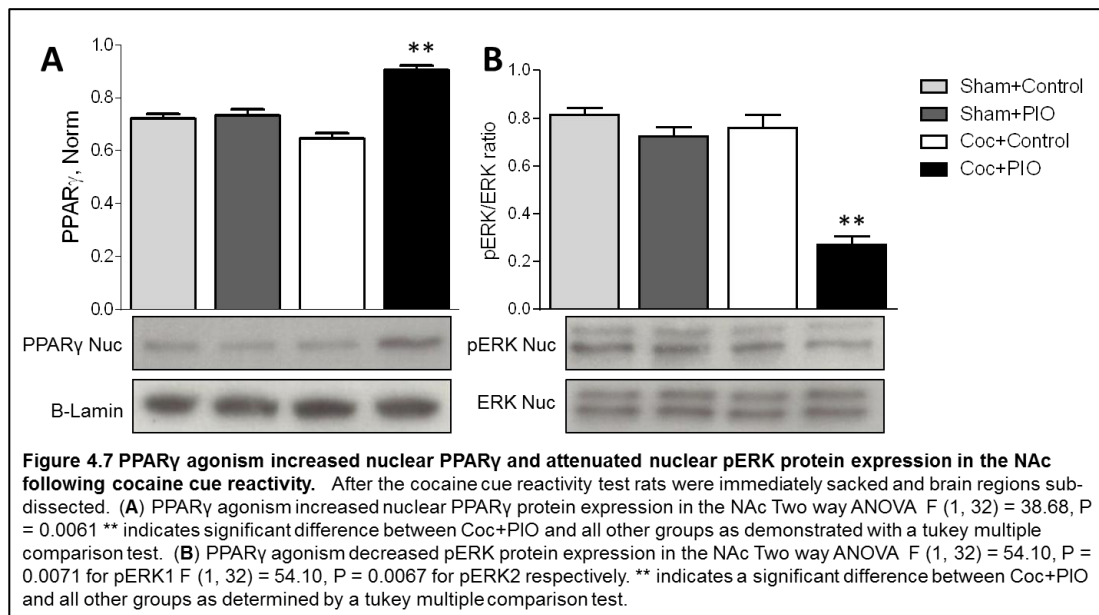 A
**
PPARγ, Norm
1.0
0.8
0.6
0.4
0.2
0.0
PPARγ Nuc
B-Lamin
B
pERK/ERK ratio
1.0
0.8
0.6
0.4
0.2
0.0
**
pERK Nuc
ERK Nuc
Sham+Control
Sham+PIO
Coc+Control
Coc+PIO
Figure 4.7 PPARγ agonism increased nuclear PPARγ and attenuated nuclear pERK protein expression in the NAc
following cocaine cue reactivity. After the cocaine cue reactivity test rats were immediately sacked and brain regions sub-
dissected. (A) PPARγ agonism increased nuclear PPARγ protein expression in the NAc Two way ANOVA F (1, 32) = 38.68, P
= 0.0061 ** indicates significant difference between Coc+PIO and all other groups as demonstrated with a tukey multiple
comparison test. (B) PPARγ agonism decreased pERK protein expression in the NAc Two way ANOVA F (1, 32) = 54.10, P =
0.0071 for pERK1 F (1, 32) = 54.10, P = 0.0067 for pERK2 respectively. ** indicates a significant difference between Coc+PIO
and all other groups as determined by a tukey multiple comparison test.